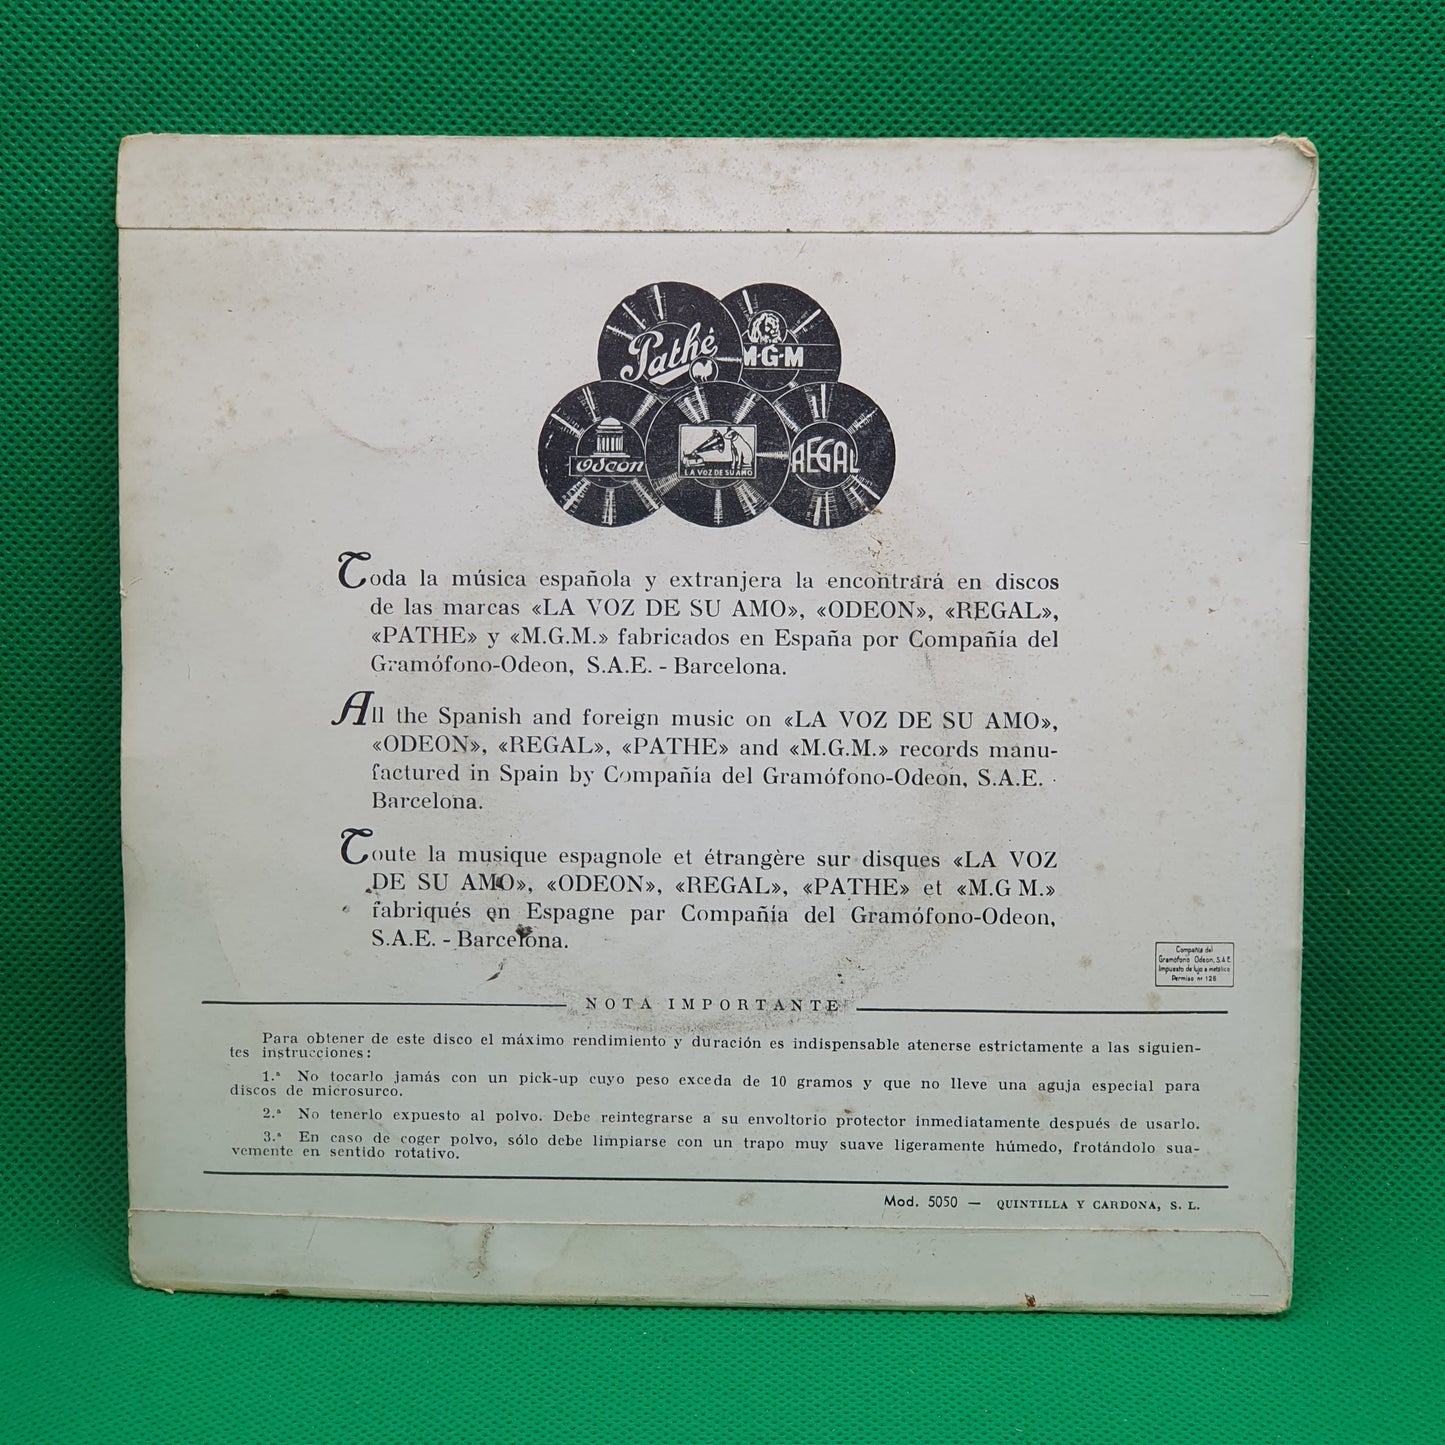 Pathé
M-G-M
Odeon
LA VOZ DE SU AMO
REGAL
Toda la música española y extranjera la encontrará en discos
de las marcas «LA VOZ DE SU AMO», «ODEON», «REGAL»,
«PATHE» y «M.G.M.» fabricados en España por Compañía del
Gramófono-Odeon, S.A.E. - Barcelona.
All the Spanish and foreign music on «LA VOZ DE SU AMO»,
«ODEON», «REGAL», «PATHE» and «M.G.M.» records manu-
factured in Spain by Compañía del Gramófono-Odeon, S.A.E. -
Barcelona.
Toute la musique espagnole et étrangère sur disques «LA VOZ
DE SU AMO», «ODEON», «REGAL», «PATHE» et «M.G M.»
fabriqués en Espagne par Compañía del Gramófono-Odeon,
S.A.E. - Barcelona.
Compañía del
Gramófono Odeon, S.A.E.
Impuesto de lujo a metálico
Permiso nº 126
NOTA IMPORTANTE
Para obtener de este disco el máximo rendimiento y duración es indispensable atenerse estrictamente a las siguien-
tes instrucciones:
1.ª No tocarlo jamás con un pick-up cuyo peso exceda de 10 gramos y que no lleve una aguja especial para
discos de microsurco.
2.ª No tenerlo expuesto al polvo. Debe reintegrarse a su envoltorio protector inmediatamente después de usarlo.
3.ª En caso de coger polvo, sólo debe limpiarse con un trapo muy suave ligeramente húmedo, frotándolo sua-
vemente en sentido rotativo.
Mod. 5050 — QUINTILLA Y CARDONA, S. L.